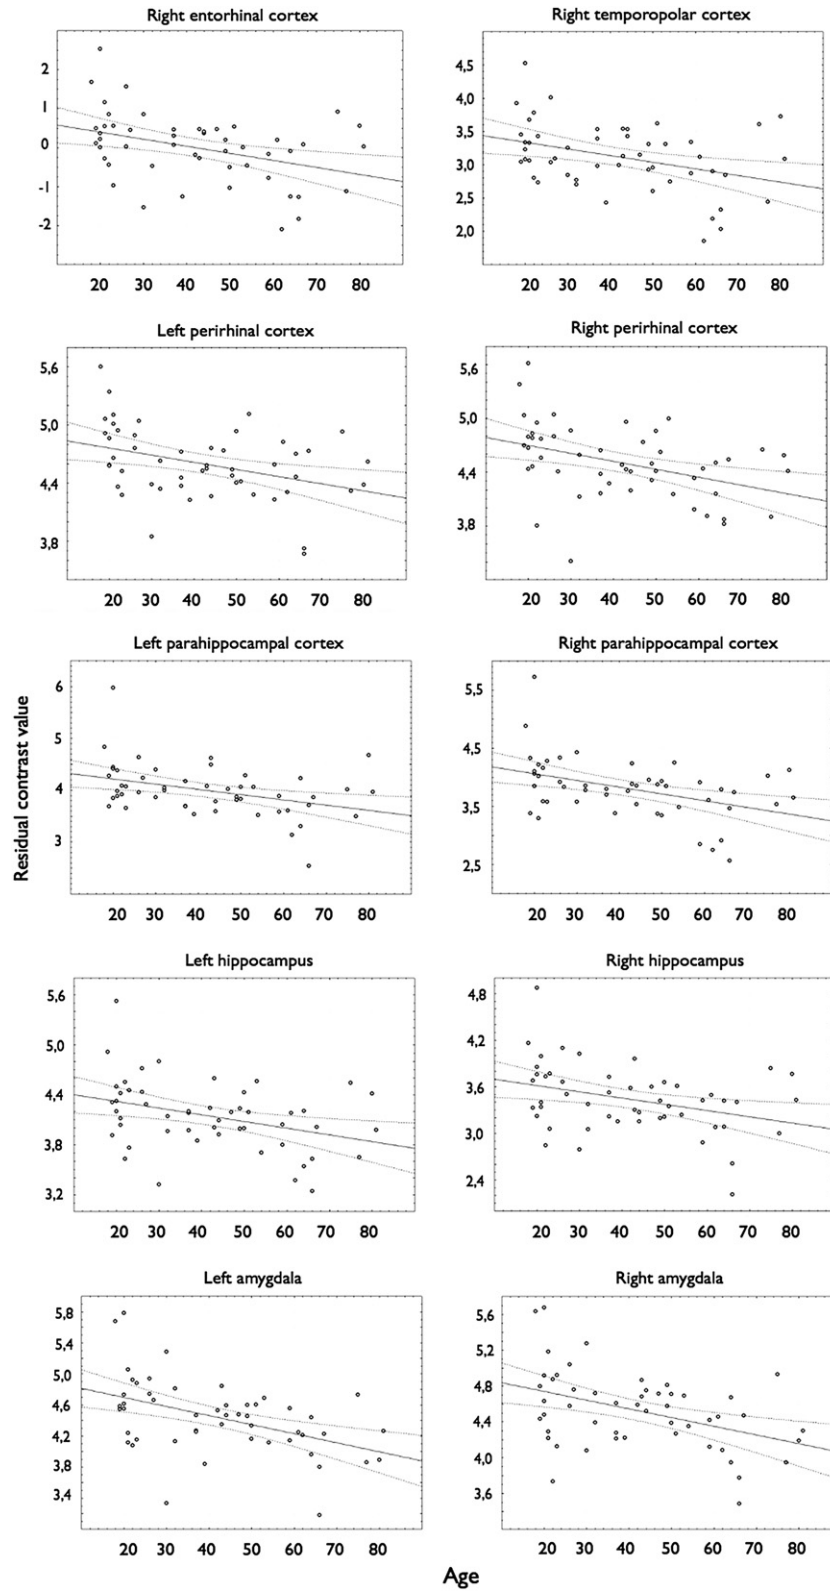 Right entorhinal cortex
2
1
0
-1
-2
20 30 40 50 60 70 80
Right temporopolar cortex
4,5
4,0
3,5
3,0
2,5
2,0
20 30 40 50 60 70 80
Left perirhinal cortex
5,6
5,0
4,4
3,8
20 30 40 50 60 70 80
Right perirhinal cortex
5,6
5,0
4,4
3,8
20 30 40 50 60 70 80
Residual contrast value
Left parahippocampal cortex
6
5
4
3
20 30 40 50 60 70 80
Right parahippocampal cortex
5,5
4,5
3,5
2,5
20 30 40 50 60 70 80
Left hippocampus
5,6
5,0
4,4
3,8
3,2
20 30 40 50 60 70 80
Right hippocampus
4,8
4,2
3,6
3,0
2,4
20 30 40 50 60 70 80
Left amygdala
5,8
5,4
5,0
4,6
4,2
3,8
3,4
20 30 40 50 60 70 80
Right amygdala
5,6
5,2
4,8
4,4
4,0
3,6
20 30 40 50 60 70 80
Age